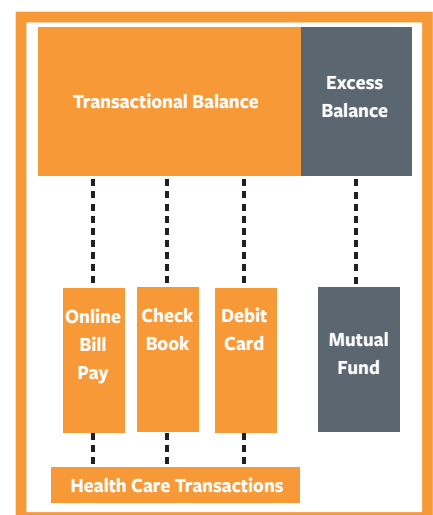 Transactional Balance
Excess
Balance
Online
Bill
Pay
Check
Book
Debit
Card
Mutual
Fund
Health Care Transactions